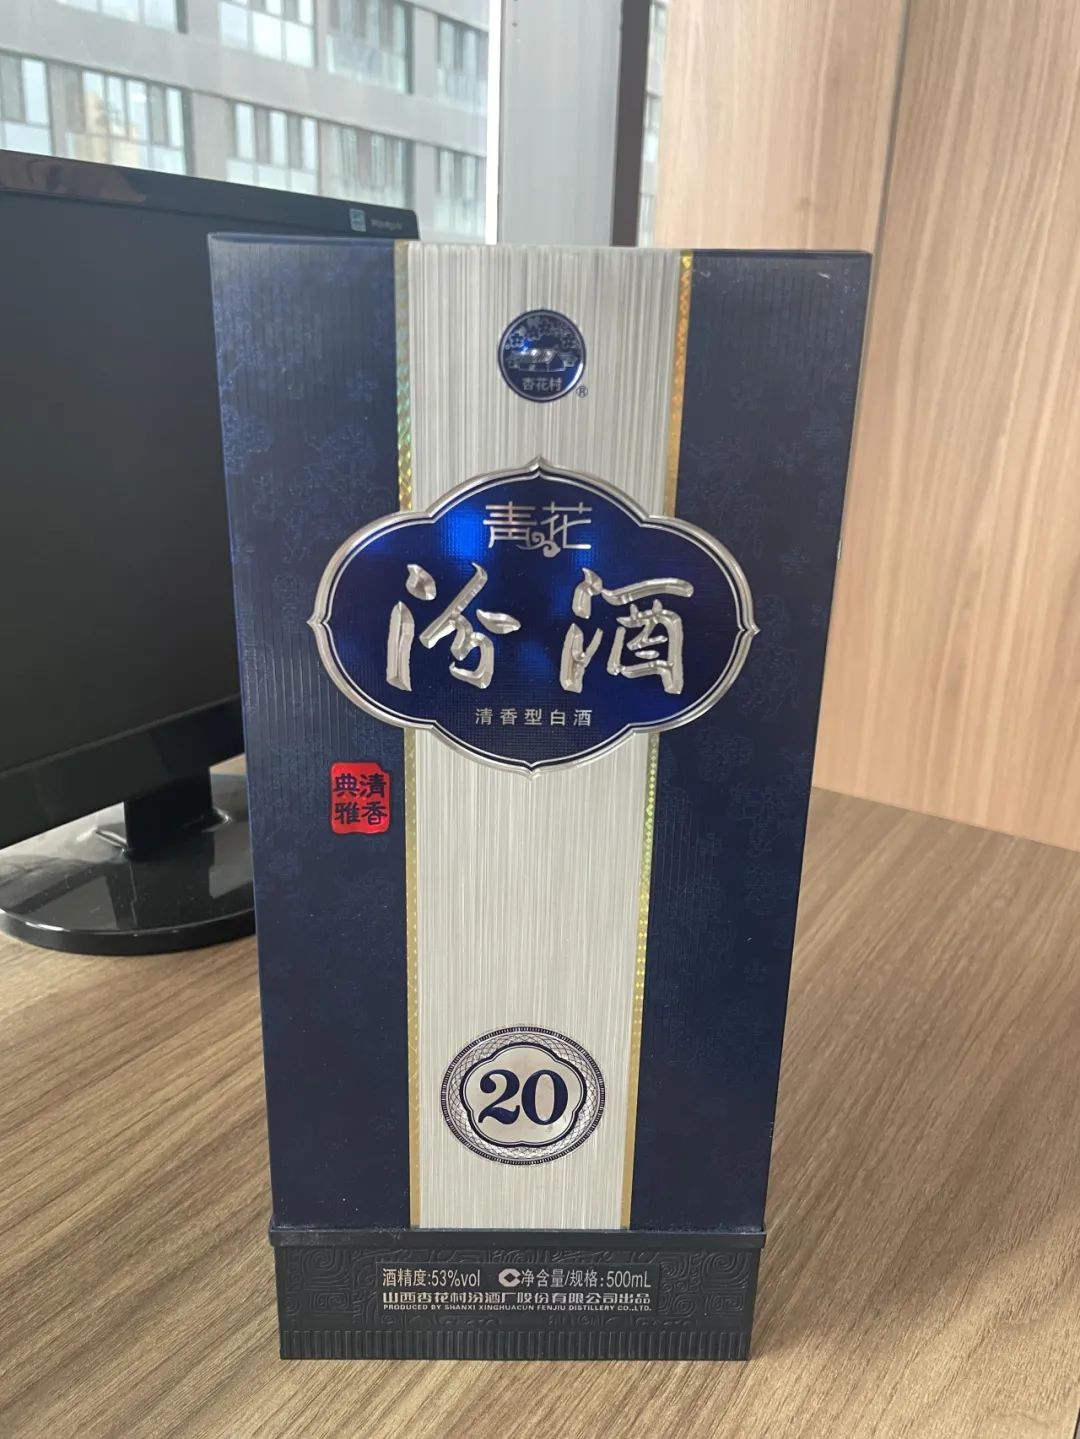 杏花村
®
青花
汾酒
清香型白酒
清香
典雅
20
酒精度:53%vol 净含量/规格:500mL
山西杏花村汾酒厂股份有限公司出品
PRODUCED BY SHANXI XINGHUACUN FENJIU DISTILLERY CO.,LTD.